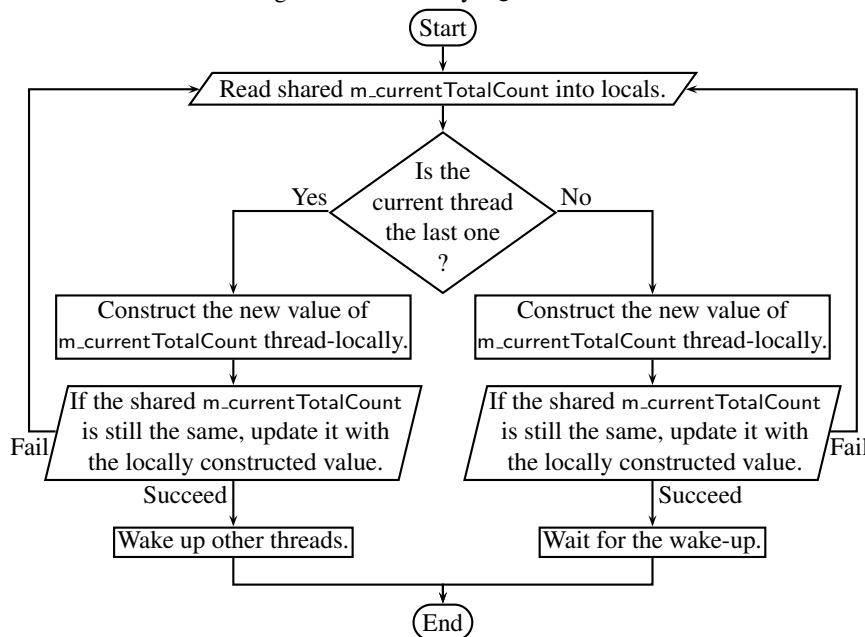 Start
Read shared m_currentTotalCount into locals.
Is the
current thread
the last one
?
Yes
No
Construct the new value of
m_currentTotalCount thread-locally.
Construct the new value of
m_currentTotalCount thread-locally.
If the shared m_currentTotalCount
is still the same, update it with
the locally constructed value.
Fail
Succeed
If the shared m_currentTotalCount
is still the same, update it with
the locally constructed value.
Fail
Succeed
Wake up other threads.
Wait for the wake-up.
End